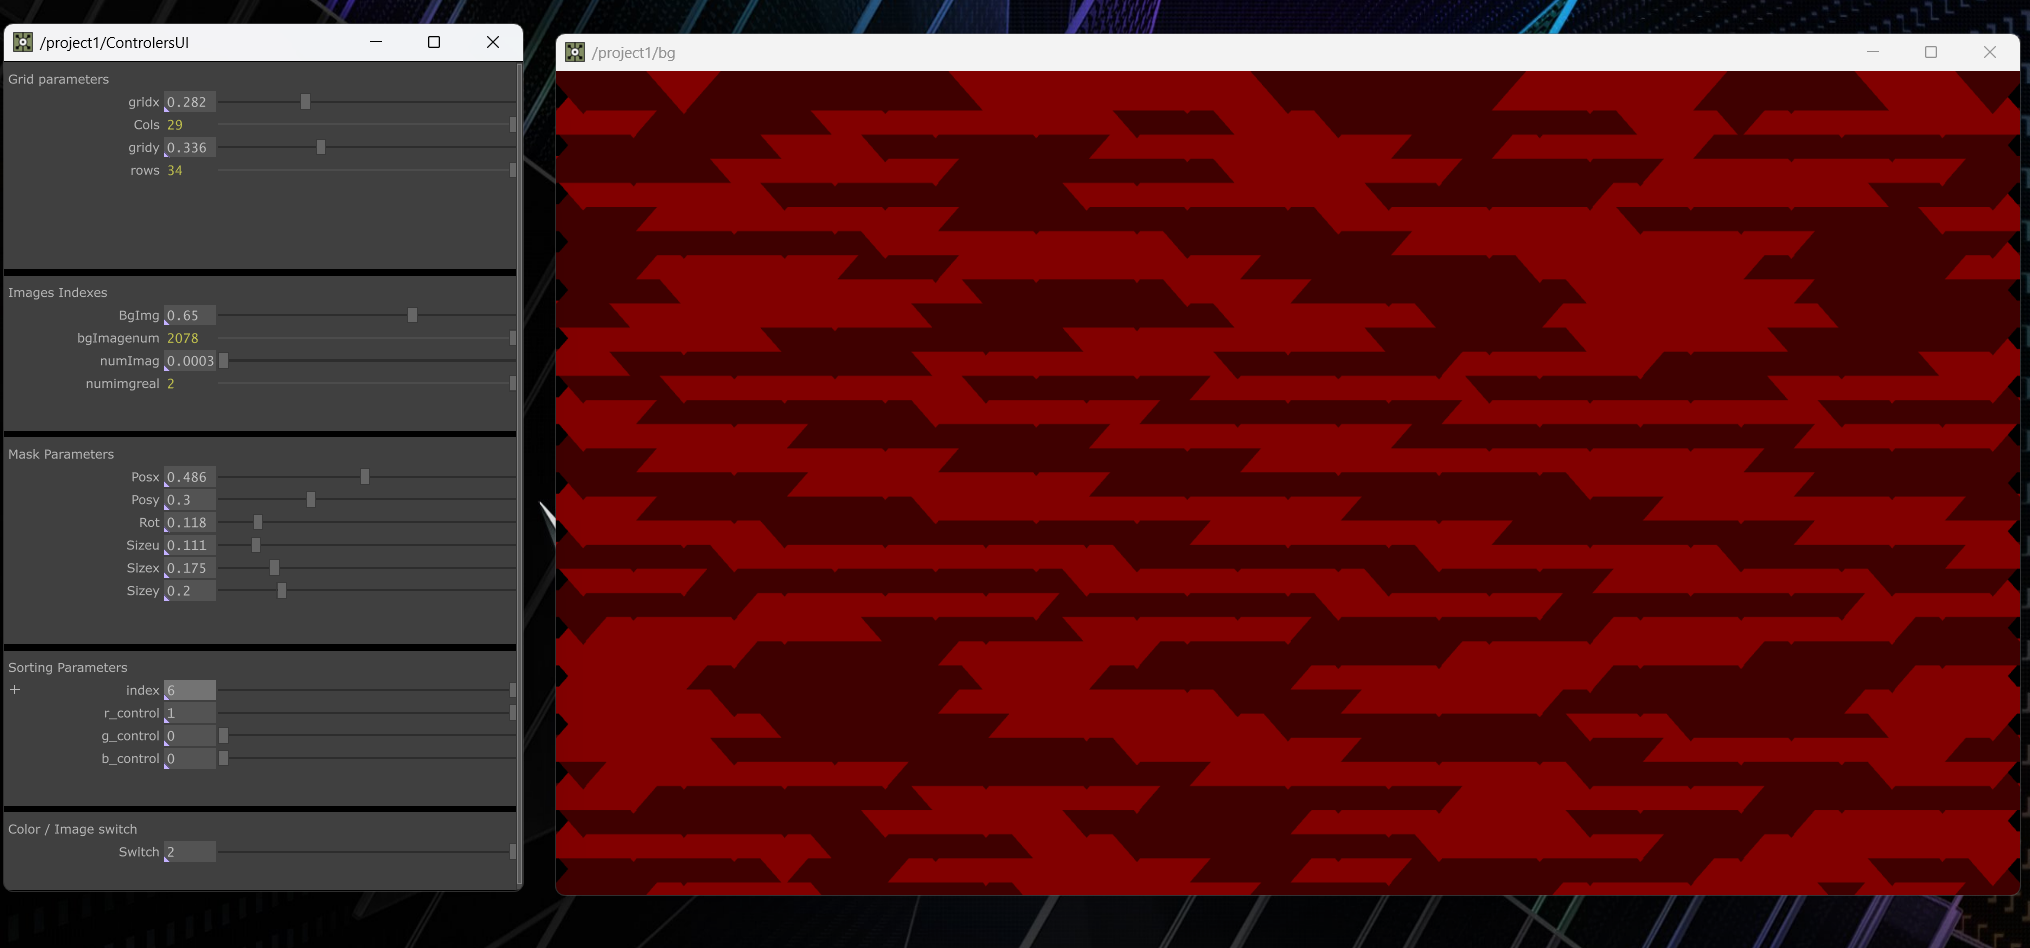 /project1/ControlersUI
Grid parameters
gridx 0.282
Cols 29
gridy 0.336
rows 34
Images Indexes
BgImg 0.65
bgImagenum 2078
numImag 0.0003
numimgreal 2
Mask Parameters
Posx 0.486
Posy 0.3
Rot 0.118
Sizeu 0.111
Sizex 0.175
Sizey 0.2
Sorting Parameters
+ index 6
r_control 1
g_control 0
b_control 0
Color / Image switch
Switch 2
/project1/bg